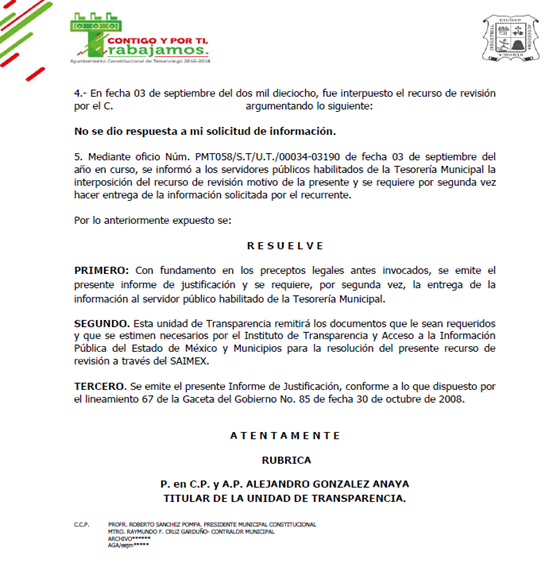 CONTIGO Y POR TI,
Trabajamos.
Ayuntamiento Constitucional de Tenancingo 2016-2018
CIUDAD
4.- En fecha 03 de septiembre del dos mil dieciocho, fue interpuesto el recurso de revisión
por el C. argumentando lo siguiente:
No se dio respuesta a mi solicitud de información.
5. Mediante oficio Núm. PMT058/S.T/U.T./00034-03190 de fecha 03 de septiembre del
año en curso, se informó a los servidores públicos habilitados de la Tesorería Municipal la
interposición del recurso de revisión motivo de la presente y se requiere por segunda vez
hacer entrega de la información solicitada por el recurrente.
Por lo anteriormente expuesto se:
R E S U E L V E
PRIMERO: Con fundamento en los preceptos legales antes invocados, se emite el
presente informe de justificación y se requiere, por segunda vez, la entrega de la
información al servidor público habilitado de la Tesorería Municipal.
SEGUNDO. Esta unidad de Transparencia remitirá los documentos que le sean requeridos
y que se estimen necesarios por el Instituto de Transparencia y Acceso a la Información
Pública del Estado de México y Municipios para la resolución del presente recurso de
revisión a través del SAIMEX.
TERCERO. Se emite el presente Informe de Justificación, conforme a lo que dispuesto por
el lineamiento 67 de la Gaceta del Gobierno No. 85 de fecha 30 de octubre de 2008.
A T E N T A M E N T E
RUBRICA
P. en C.P. y A.P. ALEJANDRO GONZALEZ ANAYA
TITULAR DE LA UNIDAD DE TRANSPARENCIA.
C.C.P. PROFR. ROBERTO SANCHEZ POMPA. PRESIDENTE MUNICIPAL CONSTITUCIONAL
MTRO. RAYMUNDO F. CRUZ GARDUÑO- CONTRALOR MUNICIPAL
ARCHIVO******
AGA/eejm*****